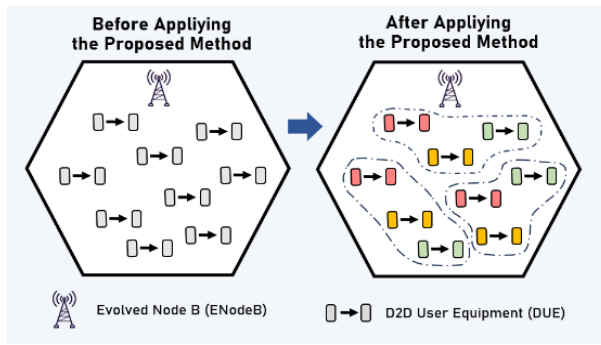 Before Appliying
the Proposed Method
After Appliying
the Proposed Method
Evolved Node B (ENodeB)
D2D User Equipment (DUE)